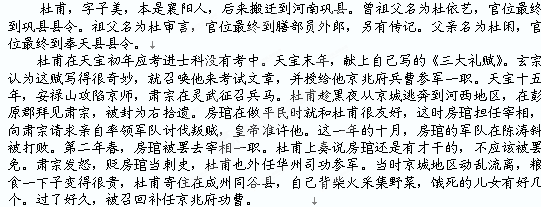 杜甫，字子美，本是襄阳人，后来搬迁到河南巩县。曾祖父名为杜依艺，官位
最终到巩县县令。祖父名为杜审言，官位最终到膳部员外郎，另有传记。父亲名为杜闲，官
位最终到奉天县县令。
杜甫在天宝初年应考进士科没有考中。天宝末年，献上自己写的《三大礼赋》。玄宗
认为这赋写得很奇妙，就召唤他来考试文章，并授给他京兆府兵曹参军一职。天宝十五
年，安禄山攻陷京师，肃宗在灵武征召兵马。杜甫趁黑夜从京城逃奔到河西地区，在彭
原郡拜见肃宗，被封为右拾遗。房琯在做平民时就和杜甫很友好，这时房琯担任宰相，
向肃宗请求亲自率领军队讨伐叛贼，皇帝准许他。这一年的十月，房琯的军队在陈涛斜
被打败。第二年春，房琯被罢去宰相一职。杜甫上奏说房琯还是有才干的，不应该被罢
免。肃宗发怒，贬房琯当刺史，杜甫也外任华州司功参军。当时京城地区动乱流离，粮
食一下子变得很贵，杜甫寄住在成州同谷县，自己背柴火采集野菜，饿死的儿女有好几
个。过了好久，被召回补任京兆府功曹。